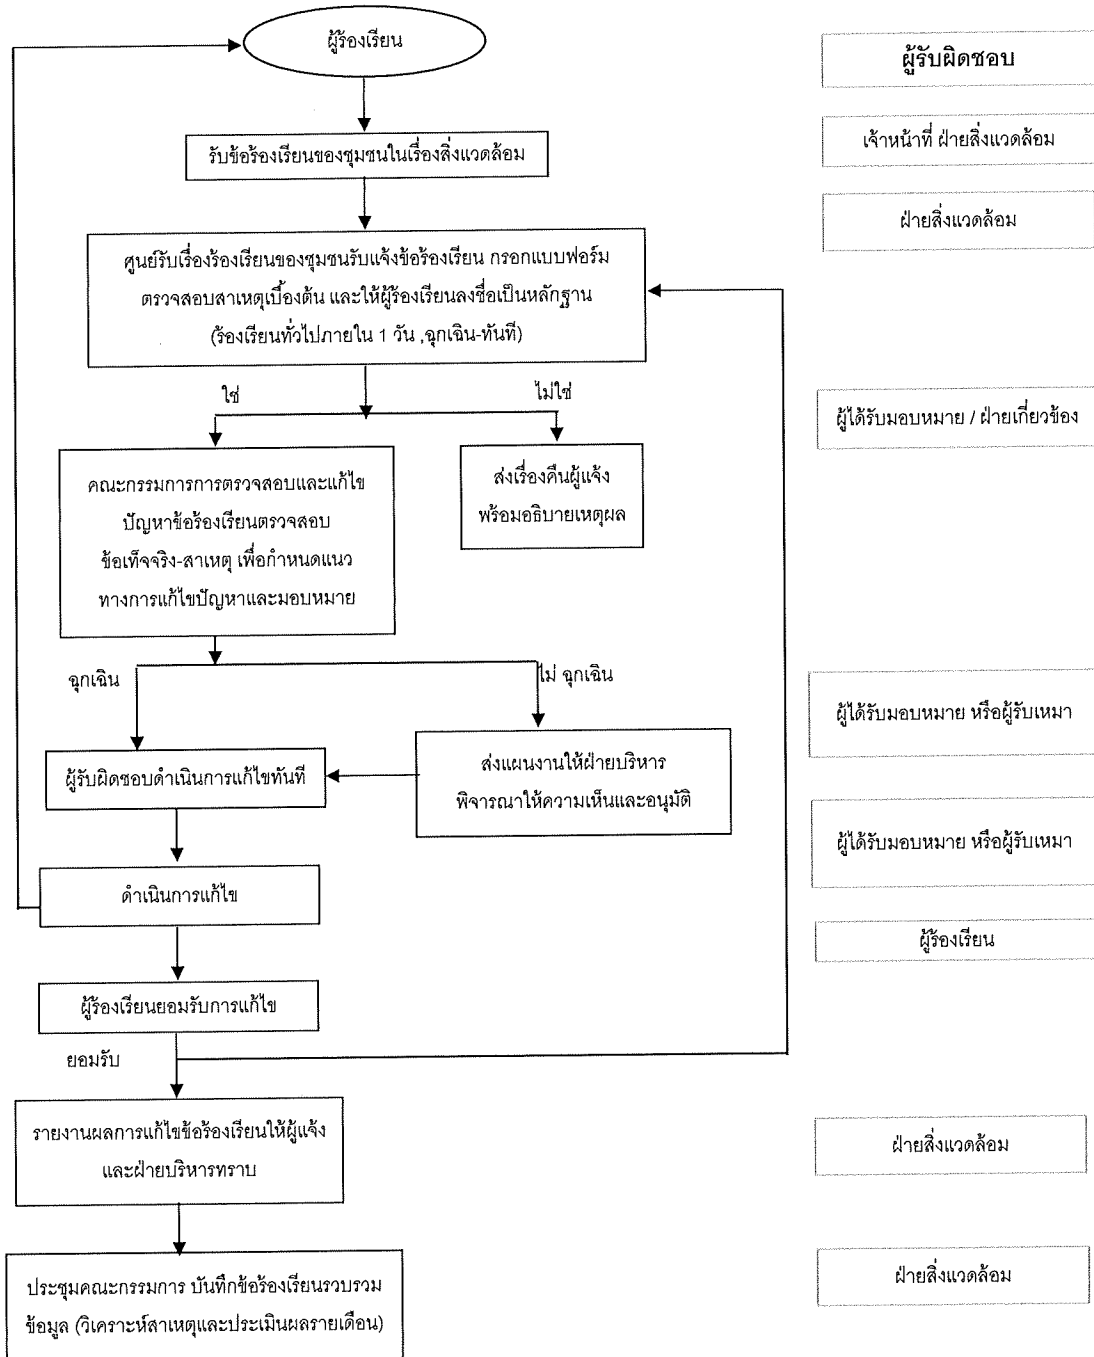 ผู้ร้องเรียน
ผู้รับผิดชอบ
รับข้อร้องเรียนของชุมชนในเรื่องสิ่งแวดล้อม
เจ้าหน้าที่ ฝ่ายสิ่งแวดล้อม
ฝ่ายสิ่งแวดล้อม
ศูนย์รับเรื่องร้องเรียนของชุมชนรับแจ้งข้อร้องเรียน กรอกแบบฟอร์ม
ตรวจสอบสาเหตุเบื้องต้น และให้ผู้ร้องเรียนลงชื่อเป็นหลักฐาน
(ร้องเรียนทั่วไปภายใน 1 วัน ,ฉุกเฉิน-ทันที)
ใช่
ไม่ใช่
ผู้ได้รับมอบหมาย / ฝ่ายเกี่ยวข้อง
คณะกรรมการการตรวจสอบและแก้ไข
ปัญหาข้อร้องเรียนตรวจสอบ
ข้อเท็จจริง-สาเหตุ เพื่อกำหนดแนว
ทางการแก้ไขปัญหาและมอบหมาย
ส่งเรื่องคืนผู้แจ้ง
พร้อมอธิบายเหตุผล
ฉุกเฉิน
ไม่ ฉุกเฉิน
ผู้ได้รับมอบหมาย หรือผู้รับเหมา
ผู้รับผิดชอบดำเนินการแก้ไขทันที
ส่งแผนงานให้ฝ่ายบริหาร
พิจารณาให้ความเห็นและอนุมัติ
ผู้ได้รับมอบหมาย หรือผู้รับเหมา
ดำเนินการแก้ไข
ผู้ร้องเรียน
ผู้ร้องเรียนยอมรับการแก้ไข
ยอมรับ
รายงานผลการแก้ไขข้อร้องเรียนให้ผู้แจ้ง
และฝ่ายบริหารทราบ
ฝ่ายสิ่งแวดล้อม
ประชุมคณะกรรมการ บันทึกข้อร้องเรียนรวบรวม
ข้อมูล (วิเคราะห์สาเหตุและประเมินผลรายเดือน)
ฝ่ายสิ่งแวดล้อม